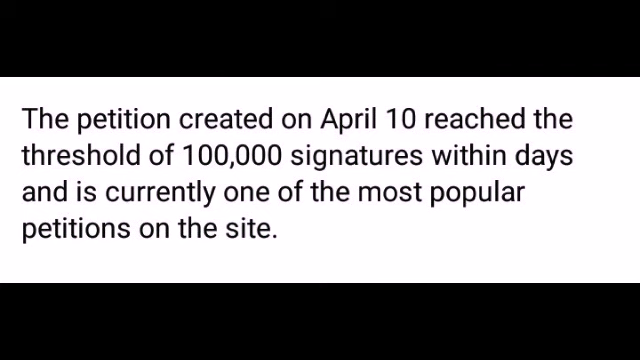 The petition created on April 10 reached the
threshold of 100,000 signatures within days
and is currently one of the most popular
petitions on the site.